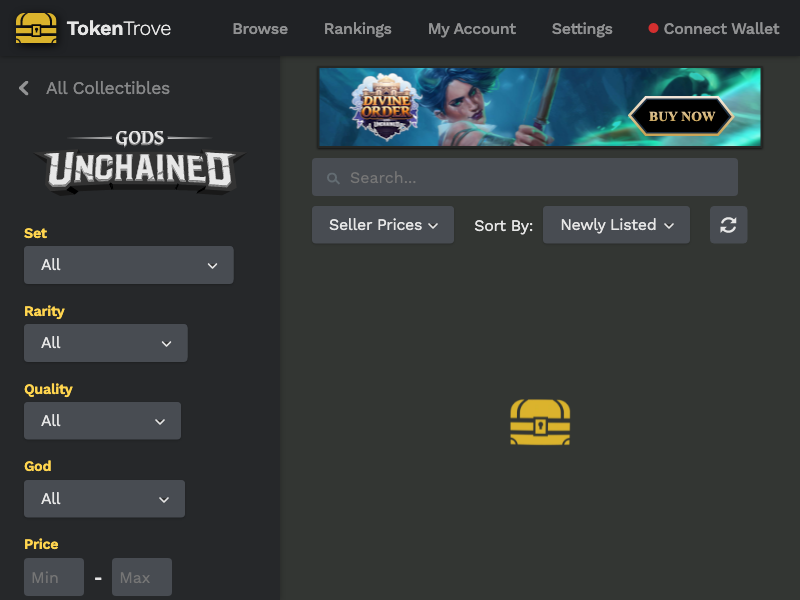 TokenTrove
Browse
Rankings
My Account
Settings
Connect Wallet
All Collectibles
GODS
UNCHAINED
DIVINE
ORDER
BUY NOW
Search...
Seller Prices
Sort By:
Newly Listed
Set
All
Rarity
All
Quality
All
God
All
Price
Min
-
Max